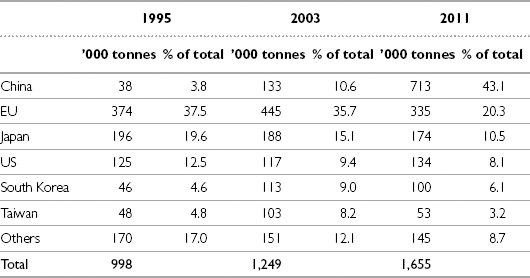 1995 2003 2011
'000 tonnes % of total '000 tonnes % of total '000 tonnes % of total
China 38 3.8 133 10.6 713 43.1
EU 374 37.5 445 35.7 335 20.3
Japan 196 19.6 188 15.1 174 10.5
US 125 12.5 117 9.4 134 8.1
South Korea 46 4.6 113 9.0 100 6.1
Taiwan 48 4.8 103 8.2 53 3.2
Others 170 17.0 151 12.1 145 8.7
Total 998 1,249 1,655